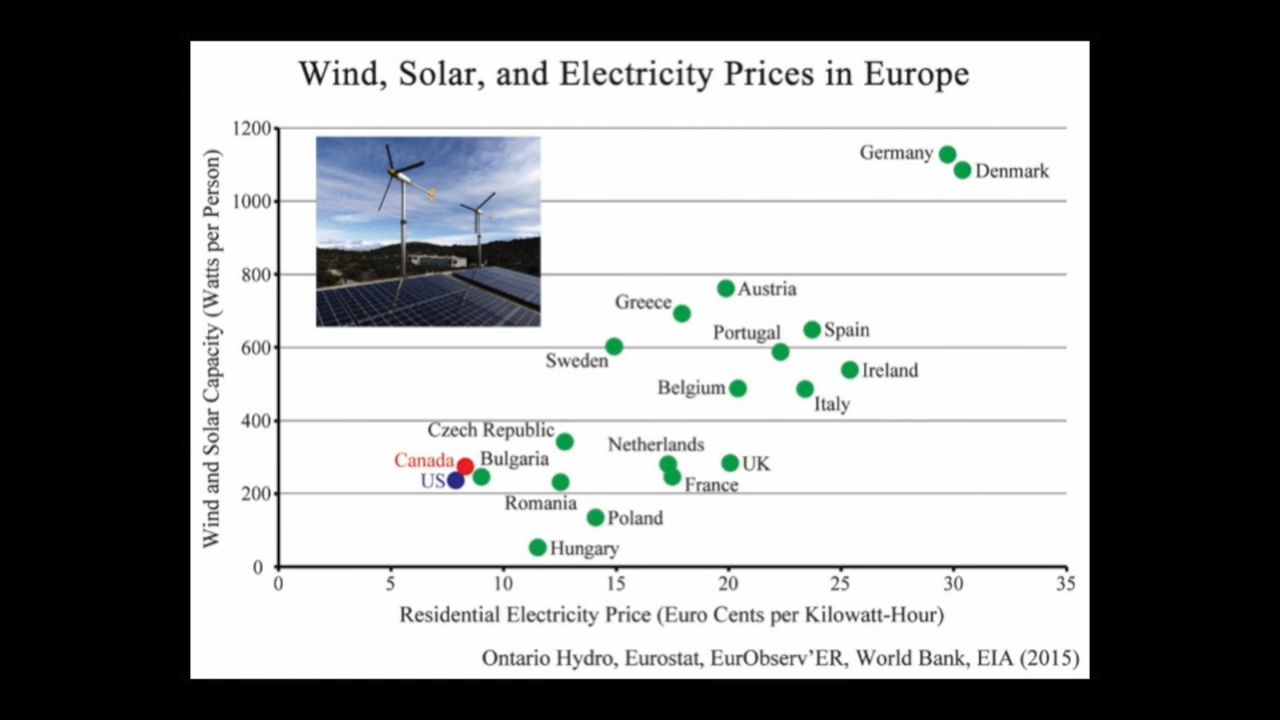 Wind, Solar, and Electricity Prices in Europe
Wind and Solar Capacity (Watts per Person)
1200
1000
800
600
400
200
0
Germany
Denmark
Austria
Greece
Spain
Portugal
Sweden
Ireland
Belgium
Italy
Czech Republic
Netherlands
Canada
Bulgaria
UK
US
France
Romania
Poland
Hungary
0 5 10 15 20 25 30 35
Residential Electricity Price (Euro Cents per Kilowatt-Hour)
Ontario Hydro, Eurostat, EurObserv’ER, World Bank, EIA (2015)